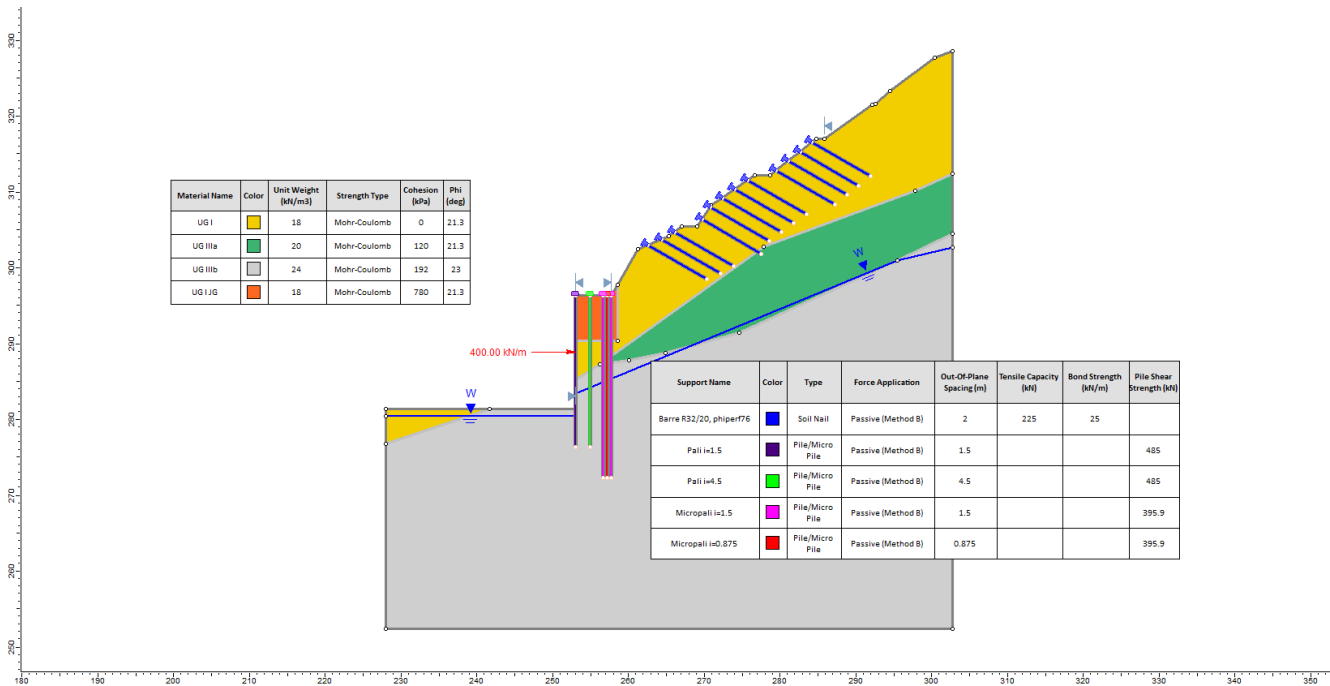 330
320
310
300
290
280
270
260
250
Material Name Color Unit Weight (kN/m3) Strength Type Cohesion (kPa) Phi (deg)
UG I 18 Mohr-Coulomb 0 21.3
UG IIIa 20 Mohr-Coulomb 120 21.3
UG IIIb 24 Mohr-Coulomb 192 23
UG I JG 18 Mohr-Coulomb 780 21.3
W
400.00 kN/m
W
Support Name Color Type Force Application Out-Of-Plane Spacing (m) Tensile Capacity (kN) Bond Strength (kN/m) Pile Shear Strength (kN)
Barre R32/20, phiperf76 Soil Nail Passive (Method B) 2 225 25
Pali i=1.5 Pile/Micro Pile Passive (Method B) 1.5 485
Pali i=4.5 Pile/Micro Pile Passive (Method B) 4.5 485
Micropali i=1.5 Pile/Micro Pile Passive (Method B) 1.5 395.9
Micropali i=0.875 Pile/Micro Pile Passive (Method B) 0.875 395.9
180 190 200 210 220 230 240 250 260 270 280 290 300 310 320 330 340 350